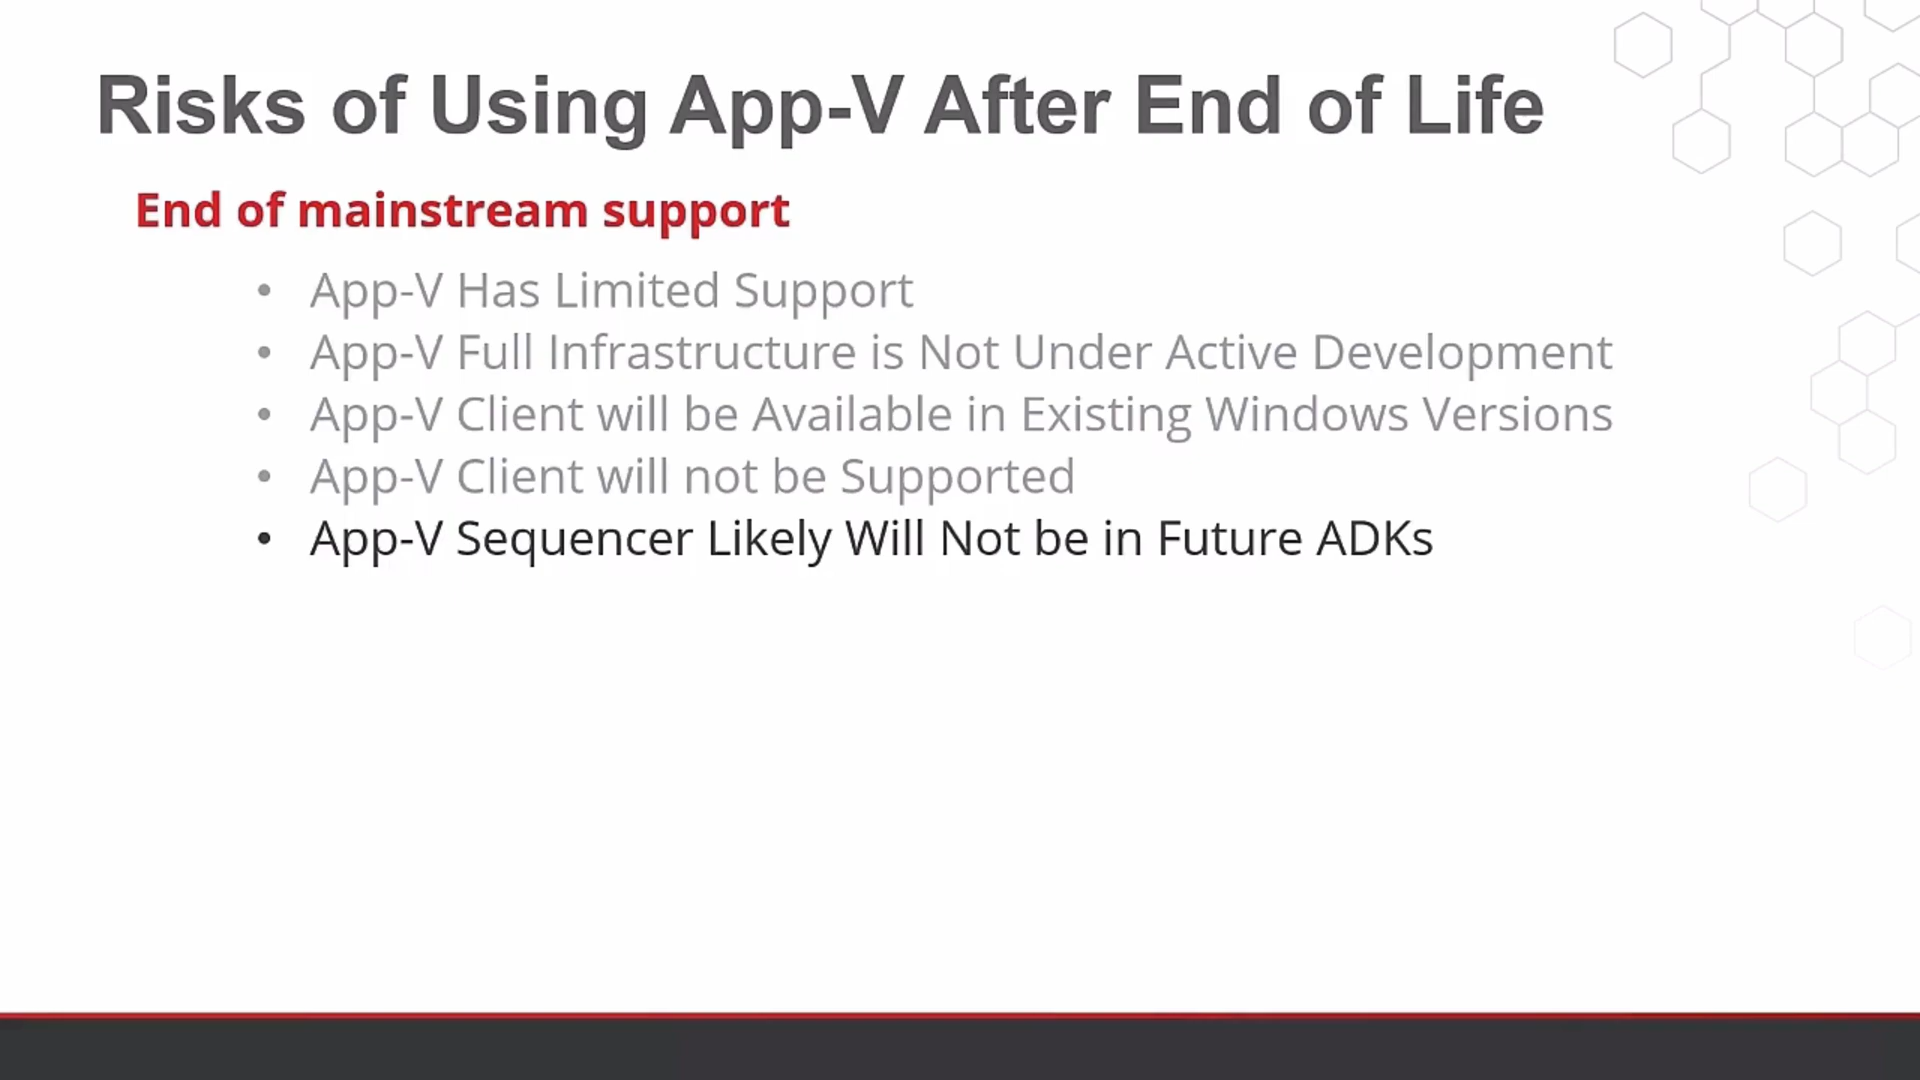 Risks of Using App-V After End of Life
End of mainstream support
• App-V Has Limited Support
• App-V Full Infrastructure is Not Under Active Development
• App-V Client will be Available in Existing Windows Versions
• App-V Client will not be Supported
• App-V Sequencer Likely Will Not be in Future ADKs